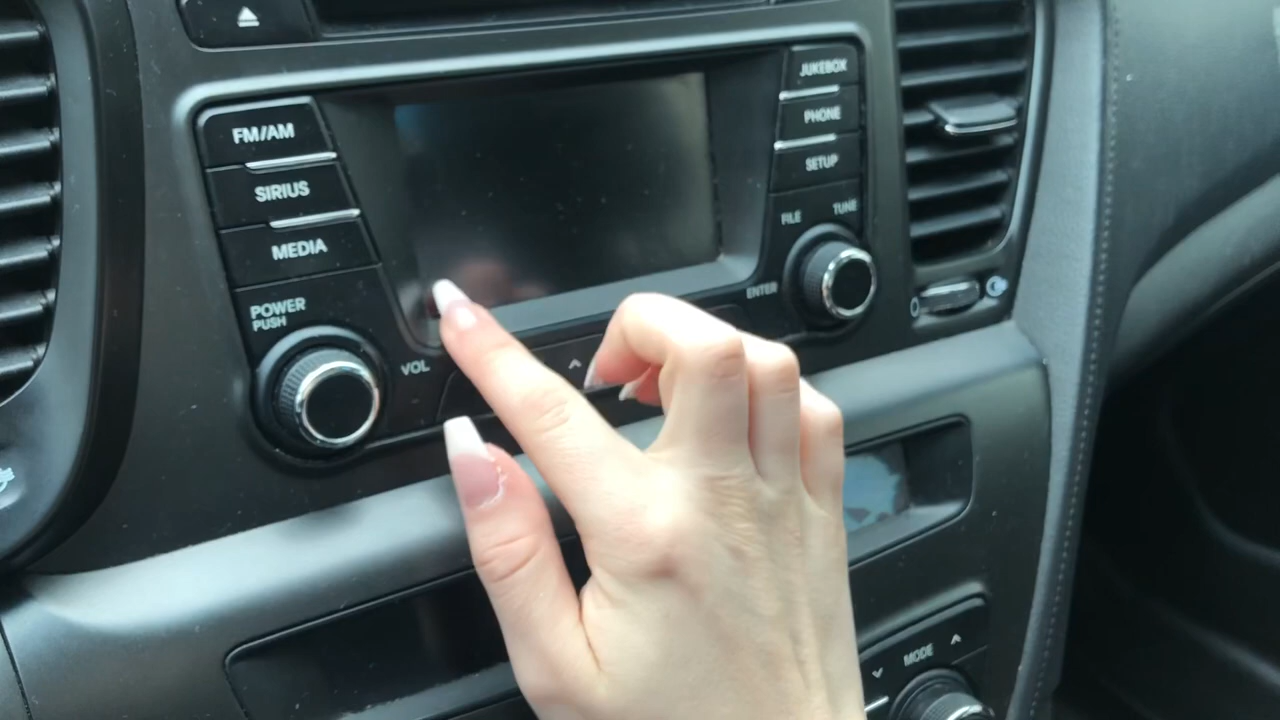 FM/AM
SIRIUS
MEDIA
POWER
PUSH
VOL
JUKEBOX
PHONE
SETUP
FILE
TUNE
ENTER
MODE